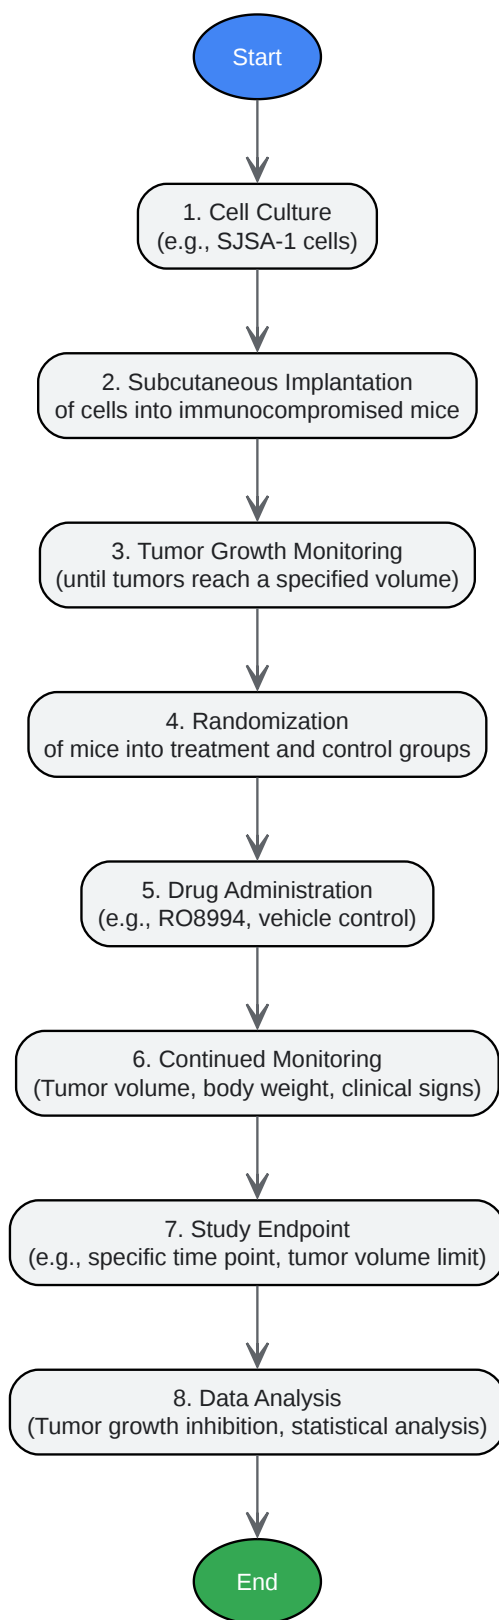 Start
1. Cell Culture
(e.g., SJSA-1 cells)
2. Subcutaneous Implantation
of cells into immunocompromised mice
3. Tumor Growth Monitoring
(until tumors reach a specified volume)
4. Randomization
of mice into treatment and control groups
5. Drug Administration
(e.g., RO8994, vehicle control)
6. Continued Monitoring
(Tumor volume, body weight, clinical signs)
7. Study Endpoint
(e.g., specific time point, tumor volume limit)
8. Data Analysis
(Tumor growth inhibition, statistical analysis)
End